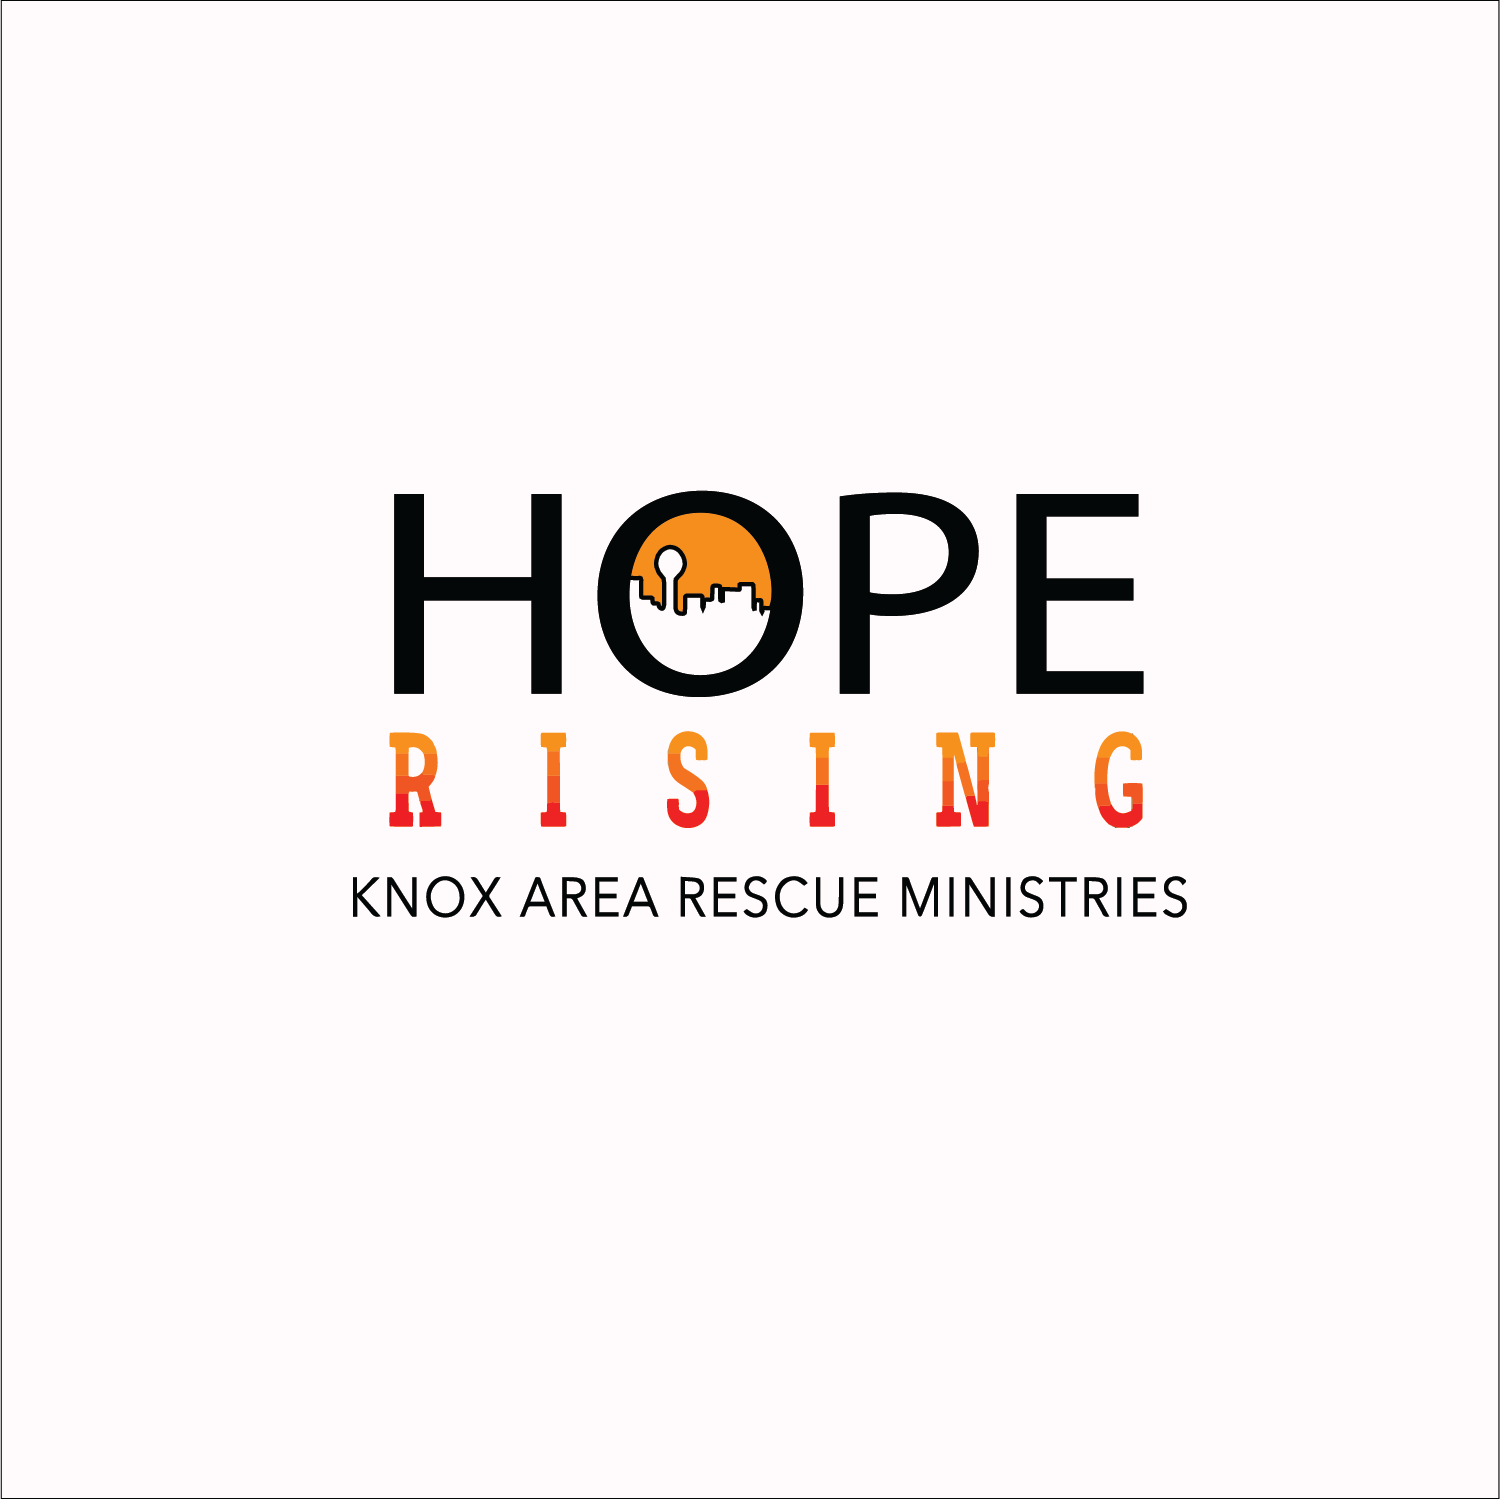 HOPE
RISING
KNOX AREA RESCUE MINISTRIES